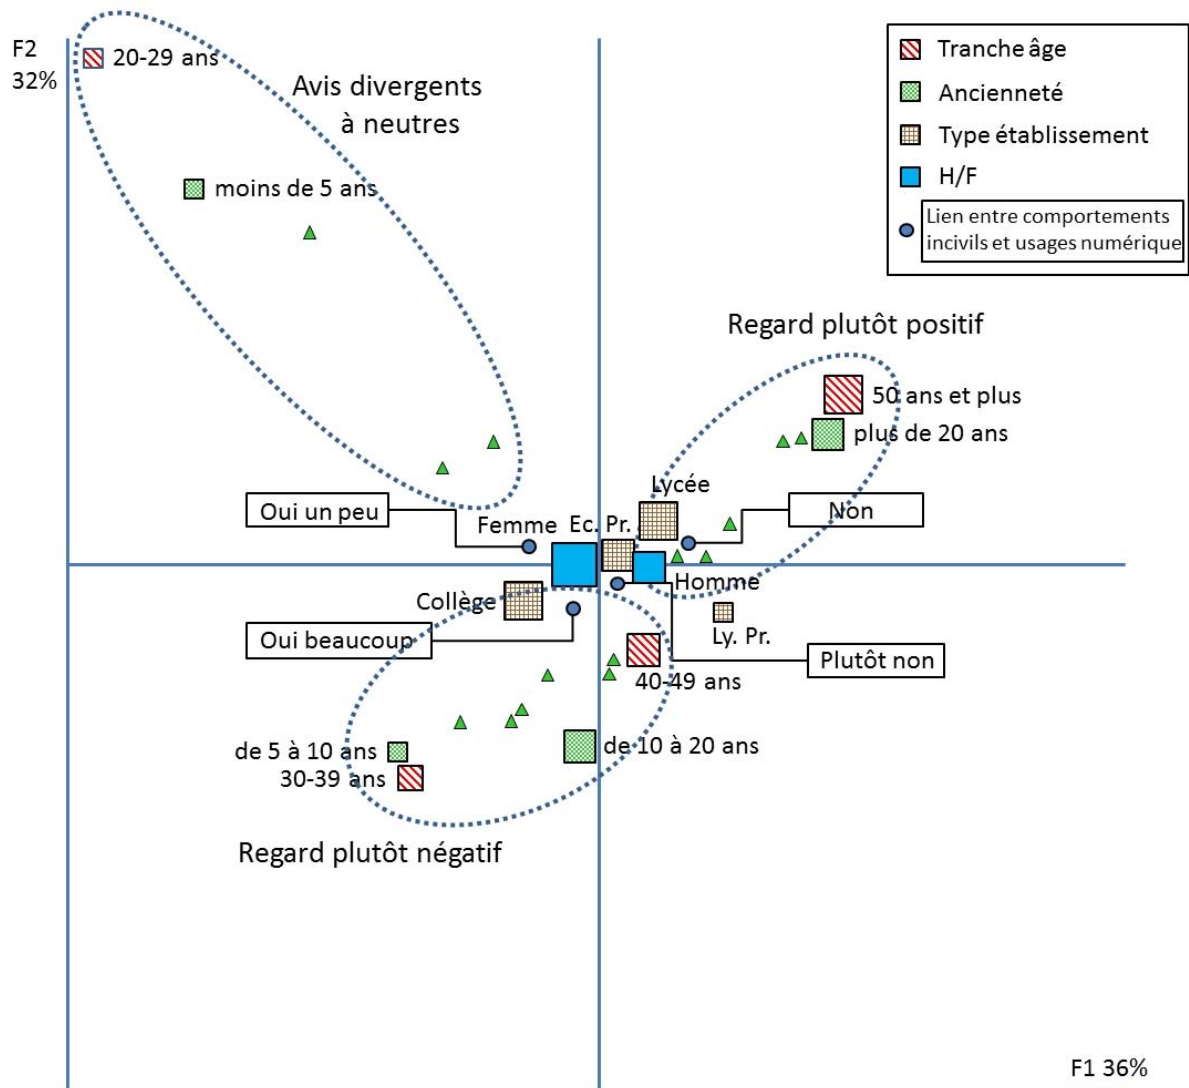 F2
32%
20-29 ans
Avis divergents
à neutres
moins de 5 ans
Tranche âge
Ancienneté
Type établissement
H/F
Lien entre comportements
incivils et usages numérique
Regard plutôt positif
50 ans et plus
plus de 20 ans
Lycée
Oui un peu
Non
Femme
Ec. Pr.
Homme
Collège
Ly. Pr.
Oui beaucoup
Plutôt non
40-49 ans
de 5 à 10 ans
de 10 à 20 ans
30-39 ans
Regard plutôt négatif
F1 36%